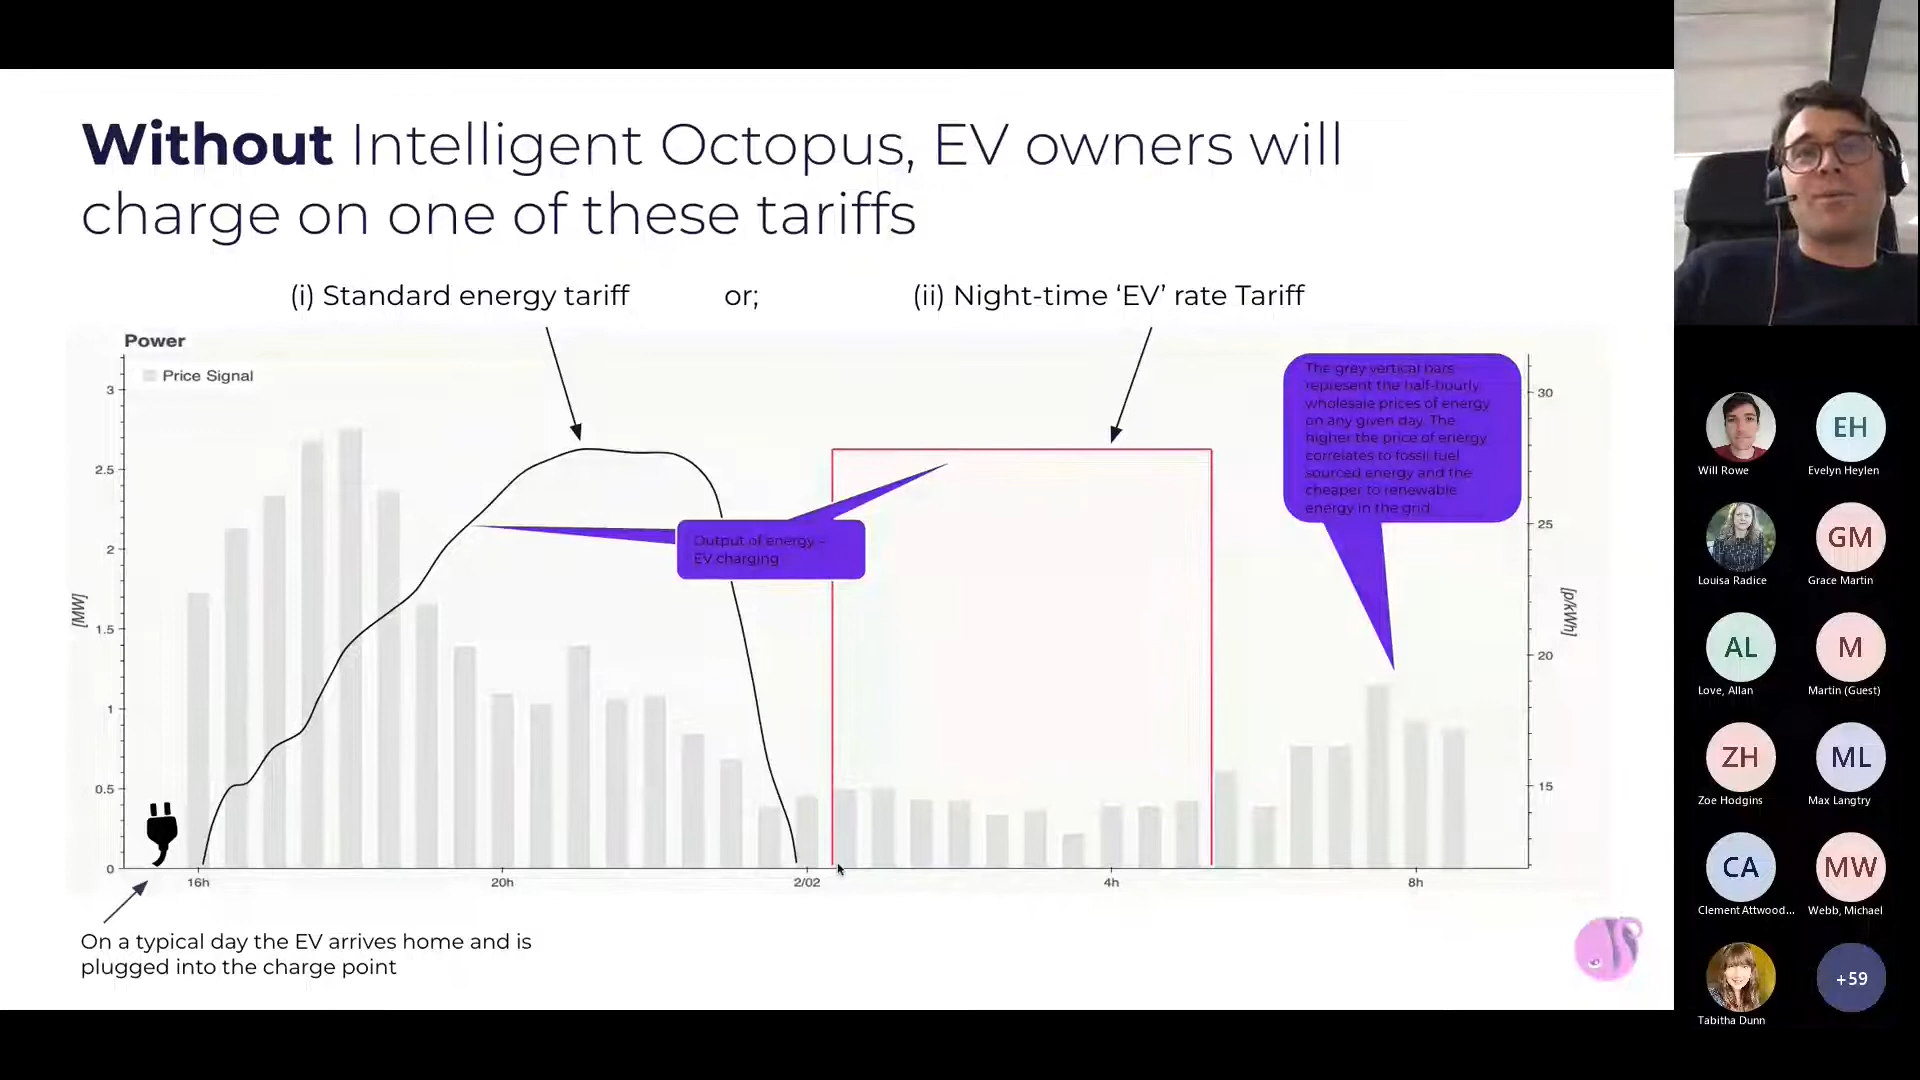 Without Intelligent Octopus, EV owners will
charge on one of these tariffs
(i) Standard energy tariff
or;
(ii) Night-time ‘EV’ rate Tariff
Power
Price Signal
3
2.5
2
1.5
1
0.5
0
[MW]
30
25
20
15
[p/kWh]
16h
20h
2/02
4h
8h
Output of energy –
EV charging
The grey vertical bars
represent the half-hourly
wholesale prices of energy
on any given day. The
higher the price of energy
correlates to fossil fuel
sourced energy and the
cheaper to renewable
energy in the grid
On a typical day the EV arrives home and is
plugged into the charge point
Will Rowe
EH
Evelyn Heylen
Louisa Radice
GM
Grace Martin
AL
Love, Allan
M
Martin (Guest)
ZH
Zoe Hodgins
ML
Max Langtry
CA
Clement Attwood...
MW
Webb, Michael
Tabitha Dunn
+59